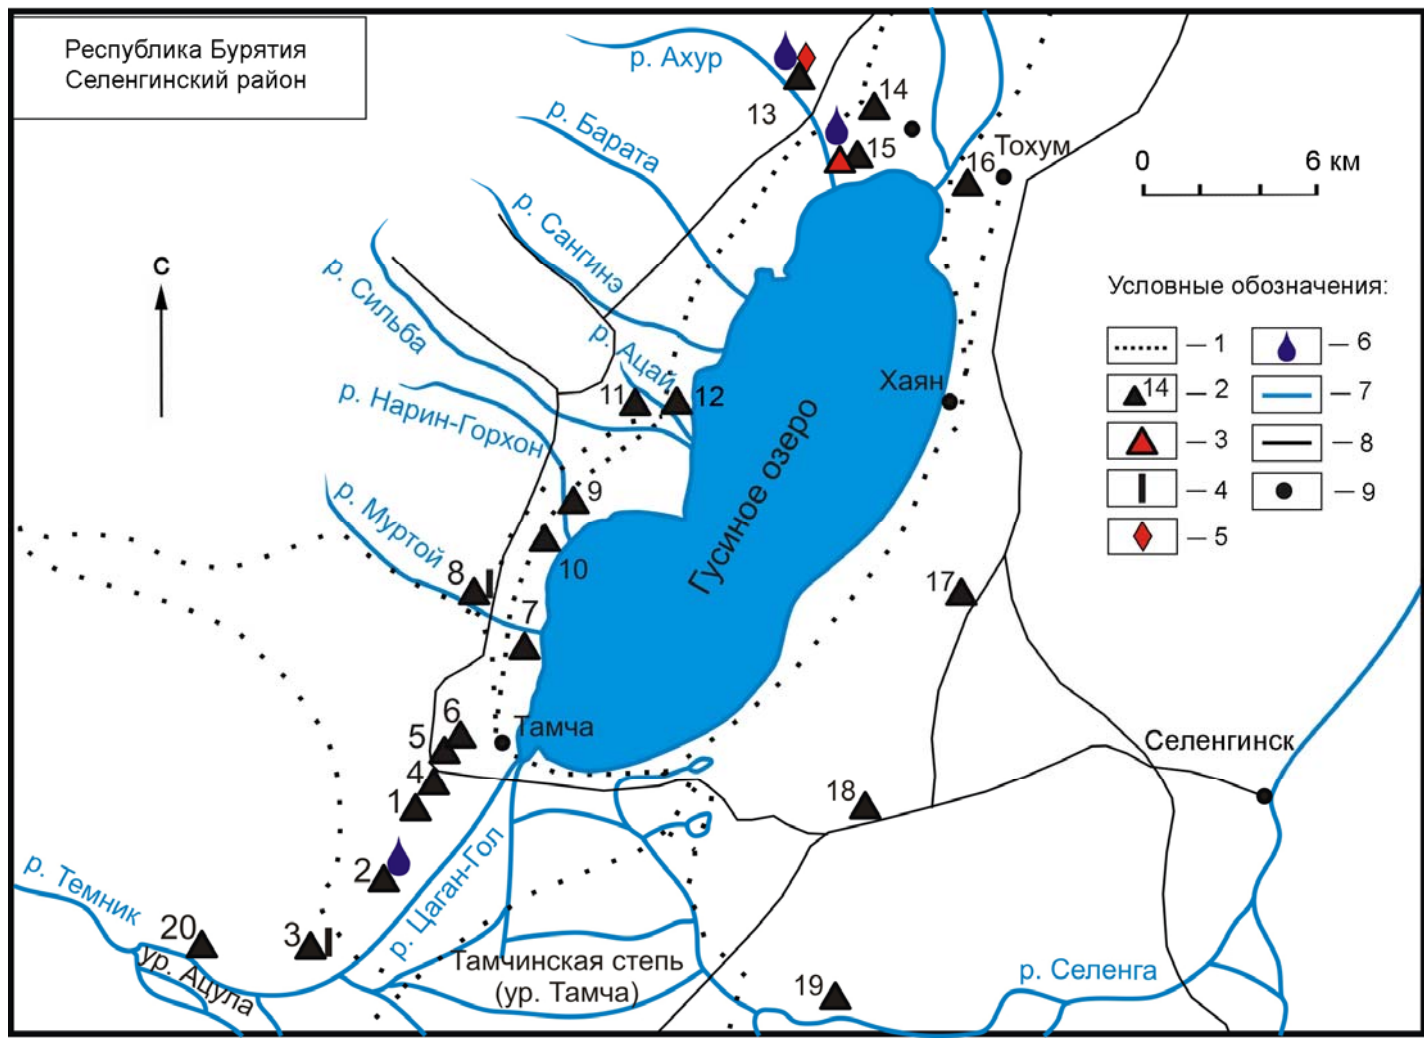 Республика Бурятия
Селенгинский район
р. Ахур
13
14
15
16
Тохум
0 6 км
р. Барата
р. Сангинэ
р. Сильба
с
р. Ацай
11
12
р. Нарин-Горхон
Хаян
Гусиное озеро
9
10
р. Муртой
8
7
17
Условные обозначения:
14
— 1
— 2
— 3
— 4
— 5
— 6
— 7
— 8
— 9
6
5
4
1
Тамча
Селенгинск
18
2
р. Цаган-Гол
р. Темник
20
3
ур. Ацула
Тамчинская степь
(ур. Тамча)
19
р. Селенга